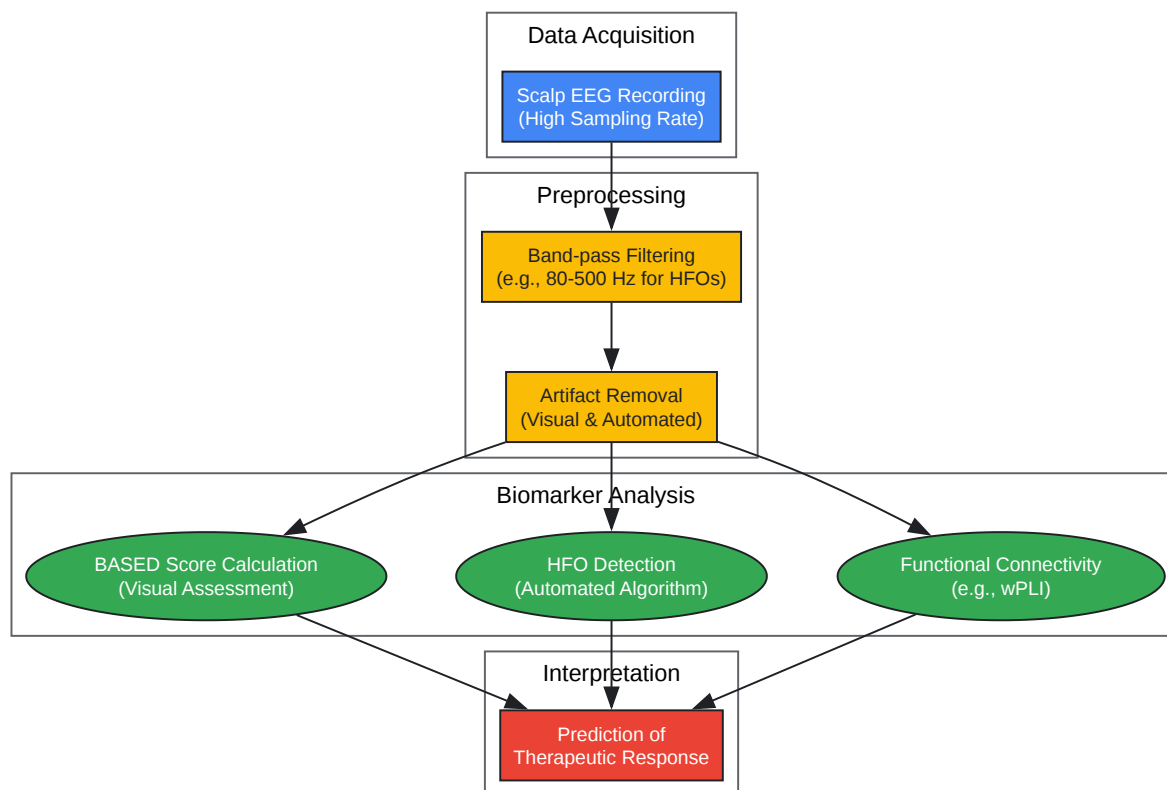 Data Acquisition
Scalp EEG Recording
(High Sampling Rate)
Preprocessing
Band-pass Filtering
(e.g., 80-500 Hz for HFOs)
Artifact Removal
(Visual & Automated)
Biomarker Analysis
BASED Score Calculation
(Visual Assessment)
HFO Detection
(Automated Algorithm)
Functional Connectivity
(e.g., wPLI)
Interpretation
Prediction of
Therapeutic Response